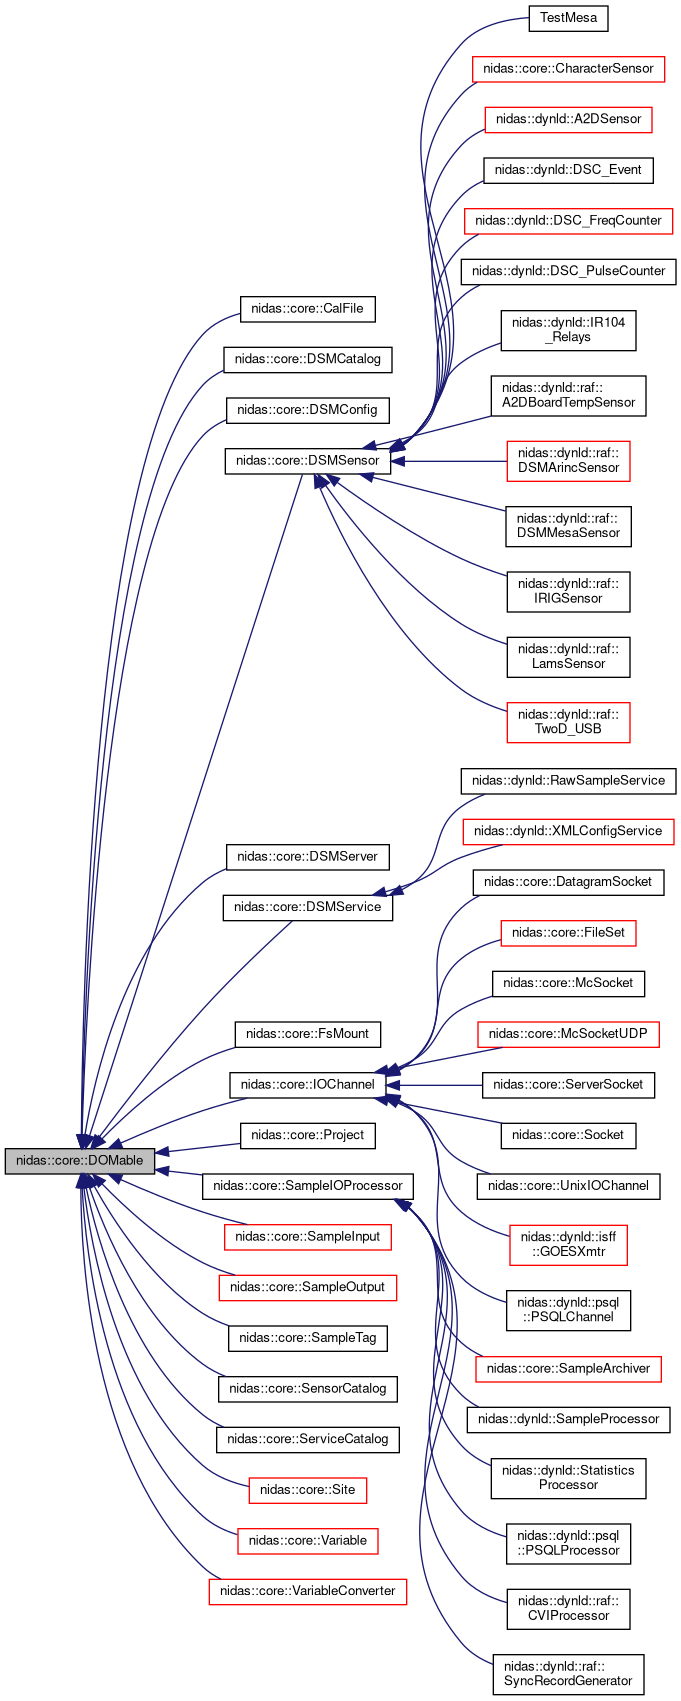 TestMesa
nidas::core::CharacterSensor
nidas::dynld::A2DSensor
nidas::dynld::DSC_Event
nidas::dynld::DSC_FreqCounter
nidas::dynld::DSC_PulseCounter
nidas::core::CalFile
nidas::dynld::IR104
_Relays
nidas::core::DSMCatalog
nidas::dynld::raf::
A2DBoardTempSensor
nidas::core::DSMConfig
nidas::core::DSMSensor
nidas::dynld::raf::
DSMArincSensor
nidas::dynld::raf::
DSMMesaSensor
nidas::dynld::raf::
IRIGSensor
nidas::dynld::raf::
LamsSensor
nidas::dynld::raf::
TwoD_USB
nidas::dynld::RawSampleService
nidas::dynld::XMLConfigService
nidas::core::DSMServer
nidas::core::DatagramSocket
nidas::core::DSMService
nidas::core::FileSet
nidas::core::McSocket
nidas::core::FsMount
nidas::core::McSocketUDP
nidas::core::IOChannel
nidas::core::ServerSocket
nidas::core::Project
nidas::core::Socket
nidas::core::DOMable
nidas::core::SampleIOProcessor
nidas::core::UnixIOChannel
nidas::core::SampleInput
nidas::dynld::isff
::GOESXmtr
nidas::core::SampleOutput
nidas::dynld::psql
::PSQLChannel
nidas::core::SampleTag
nidas::core::SampleArchiver
nidas::core::SensorCatalog
nidas::dynld::SampleProcessor
nidas::core::ServiceCatalog
nidas::dynld::Statistics
Processor
nidas::core::Site
nidas::dynld::psql
::PSQLProcessor
nidas::core::Variable
nidas::core::VariableConverter
nidas::dynld::raf::
CVIProcessor
nidas::dynld::raf::
SyncRecordGenerator